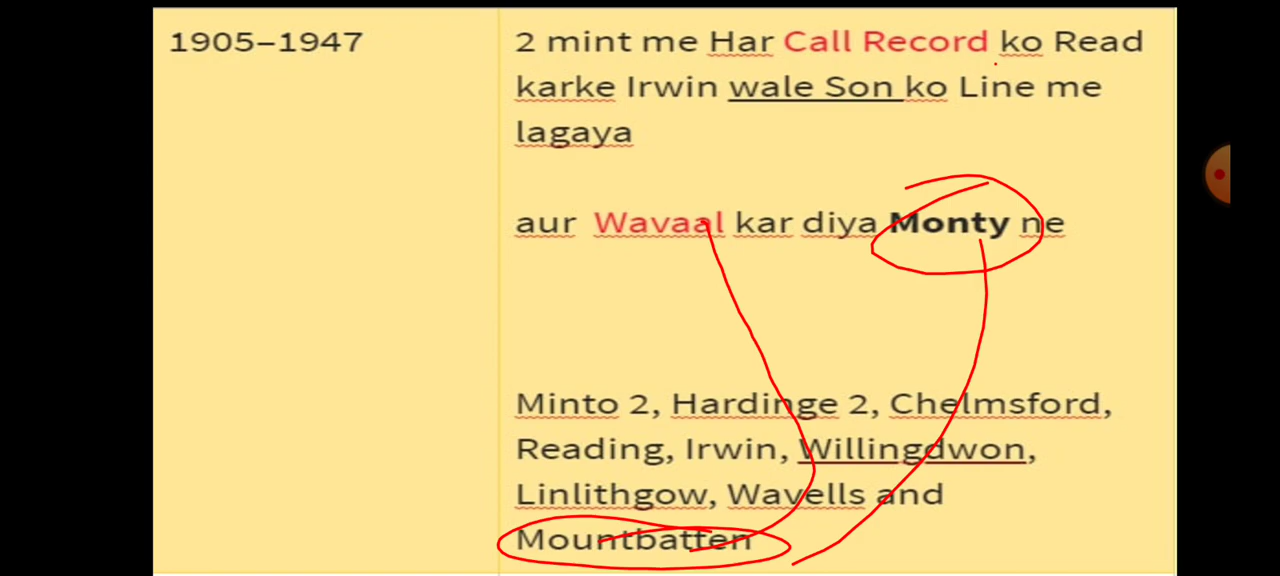 1905–1947
2 mint me Har Call Record ko Read
karke Irwin wale Son ko Line me
lagaya
aur Wavaal kar diya Monty ne
Minto 2, Hardinge 2, Chelmsford,
Reading, Irwin, Willingdwon,
Linlithgow, Wavells and
Mountbatten